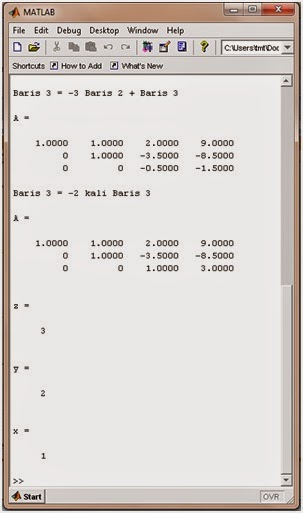 MATLAB
File Edit Debug Desktop Window Help
C:\Users\tmt\Doc
Shortcuts How to Add What's New
Baris 3 = -3 Baris 2 + Baris 3
A =
1.0000 1.0000 2.0000 9.0000
0 1.0000 -3.5000 -8.5000
0 0 -0.5000 -1.5000
Baris 3 = -2 kali Baris 3
A =
1.0000 1.0000 2.0000 9.0000
0 1.0000 -3.5000 -8.5000
0 0 1.0000 3.0000
z =
3
y =
2
x =
1
>>
Start OVR